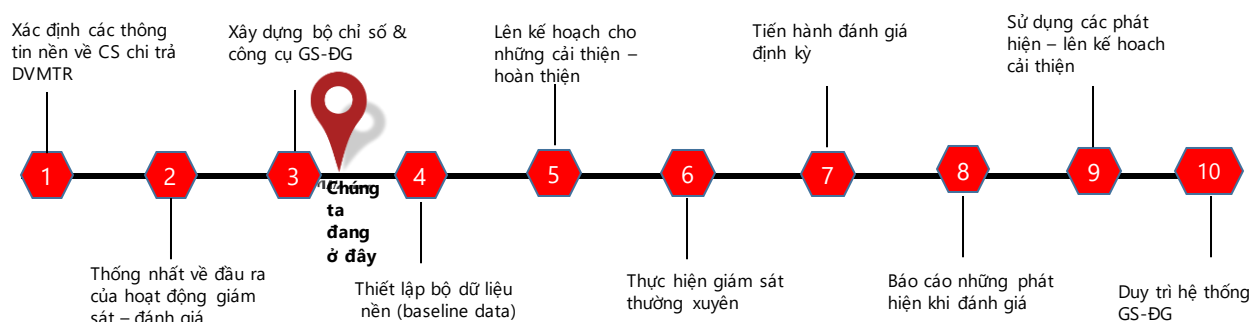 Xác định các thông
tin nền về CS chi trả
DVMTR
Xây dựng bộ chỉ số &
công cụ GS-ĐG
Lên kế hoạch cho
những cải thiện –
hoàn thiện
Tiến hành đánh giá
định kỳ
Sử dụng các phát
hiện – lên kế hoach
cải thiện
1
2
3
4
5
6
7
8
9
10
Chúng
ta
đang
ở đây
Thống nhất về đầu ra
của hoạt động giám
sát – đánh giá
Thiết lập bộ dữ liệu
nền (baseline data)
Thực hiện giám sát
thường xuyên
Báo cáo những phát
hiện khi đánh giá
Duy trì hệ thống
GS-ĐG